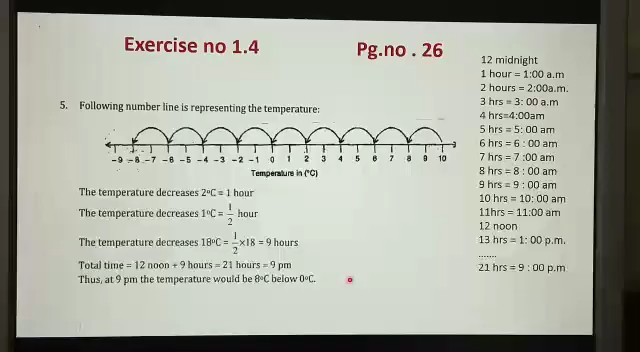 Exercise no 1.4
Pg.no . 26
5. Following number line is representing the temperature:
-9 -8 -7 -6 -5 -4 -3 -2 -1 0 1 2 3 4 5 6 7 8 9 10
Temperature in (°C)
The temperature decreases 2°C = 1 hour
The temperature decreases 1°C = 1/2 hour
The temperature decreases 18°C = 1/2 ×18 = 9 hours
Total time = 12 noon + 9 hours = 21 hours = 9 pm
Thus, at 9 pm the temperature would be 8°C below 0°C.
12 midnight
1 hour = 1:00 a.m
2 hours = 2:00a.m.
3 hrs = 3: 00 a.m
4 hrs=4:00am
5 hrs = 5: 00 am
6 hrs = 6 : 00 am
7 hrs = 7 :00 am
8 hrs = 8 : 00 am
9 hrs = 9 : 00 am
10 hrs = 10: 00 am
11hrs = 11:00 am
12 noon
13 hrs = 1: 00 p.m.
.......
21 hrs = 9 : 00 p.m